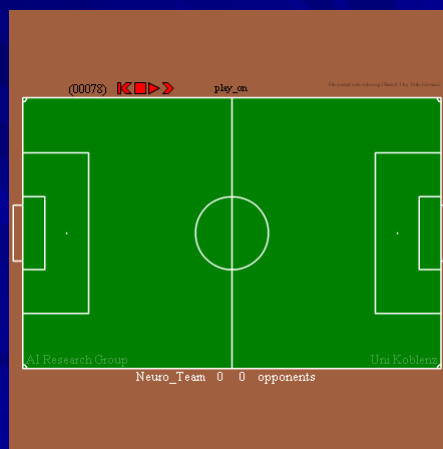 (00078) play_on
AI Research Group Uni Koblenz
Neuro_Team 0 0 opponents